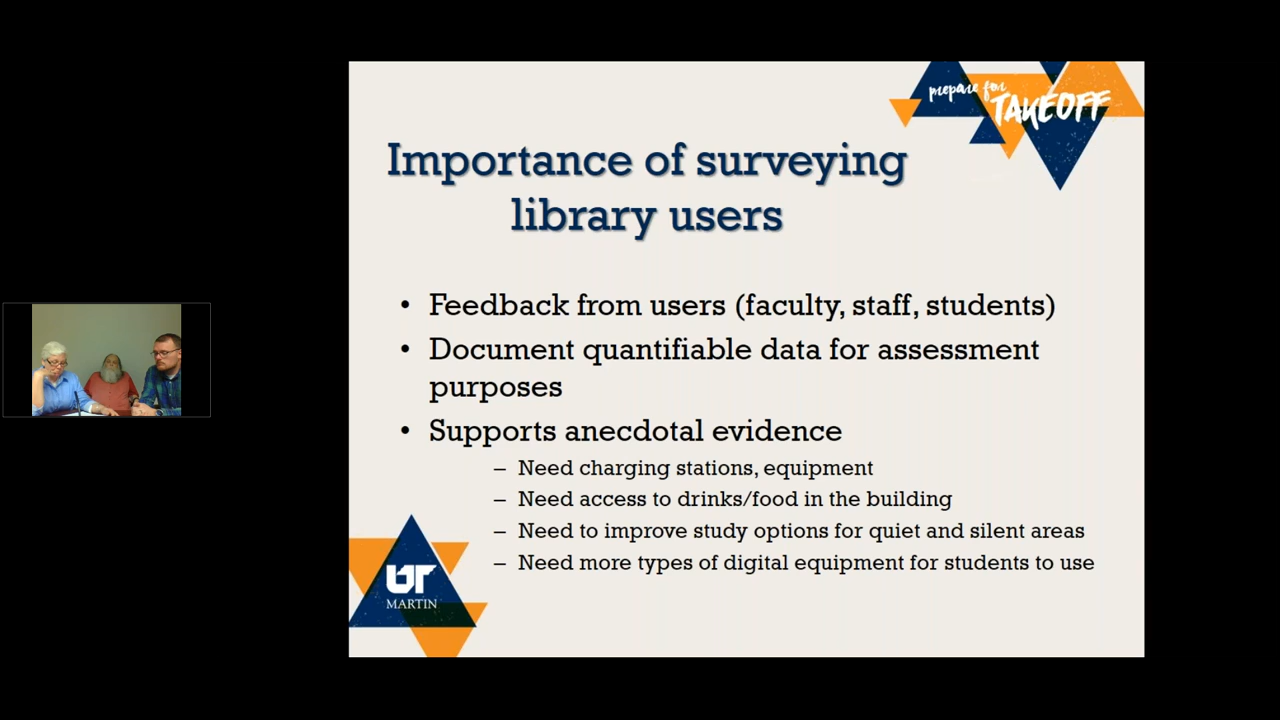 prepare for
TAKEOFF
Importance of surveying
library users
• Feedback from users (faculty, staff, students)
• Document quantifiable data for assessment
purposes
• Supports anecdotal evidence
– Need charging stations, equipment
– Need access to drinks/food in the building
– Need to improve study options for quiet and silent areas
– Need more types of digital equipment for students to use
UT
MARTIN